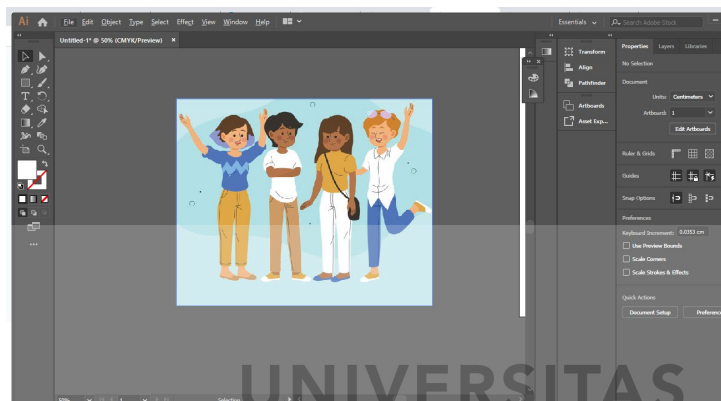 Ai File Edit Object Type Select Effect View Window Help Essentials Search Adobe Stock
Untitled-1* @ 50% (CMYK/Preview) ×
Properties Layers Libraries
Transform
Align
Pathfinder
Artboards
Asset Exp...
No Selection
Document
Units: Centimeters
Artboard: 1
Edit Artboards
Ruler & Grids
Guides
Snap Options
Preferences
Keyboard Increment: 0.0353 cm
Use Preview Bounds
Scale Corners
Scale Strokes & Effects
Quick Actions
Document Setup Preference
50% 1 Selection
UNIVERSITAS